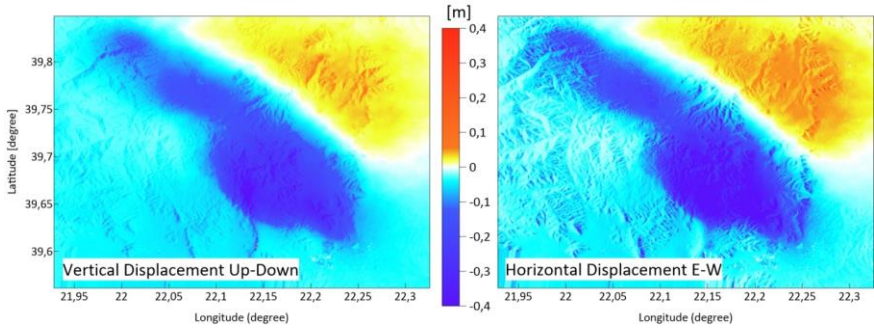 [m]
0,4
0,3
0,2
0,1
0
-0,1
-0,2
-0,3
-0,4
Latitude [degree]
39,8
39,75
39,7
39,65
39,6
Vertical Displacement Up-Down
21,95 22 22,05 22,1 22,15 22,2 22,25 22,3
Longitude (degree)
Horizontal Displacement E-W
21,95 22 22,05 22,1 22,15 22,2 22,25 22,3
Longitude (degree)